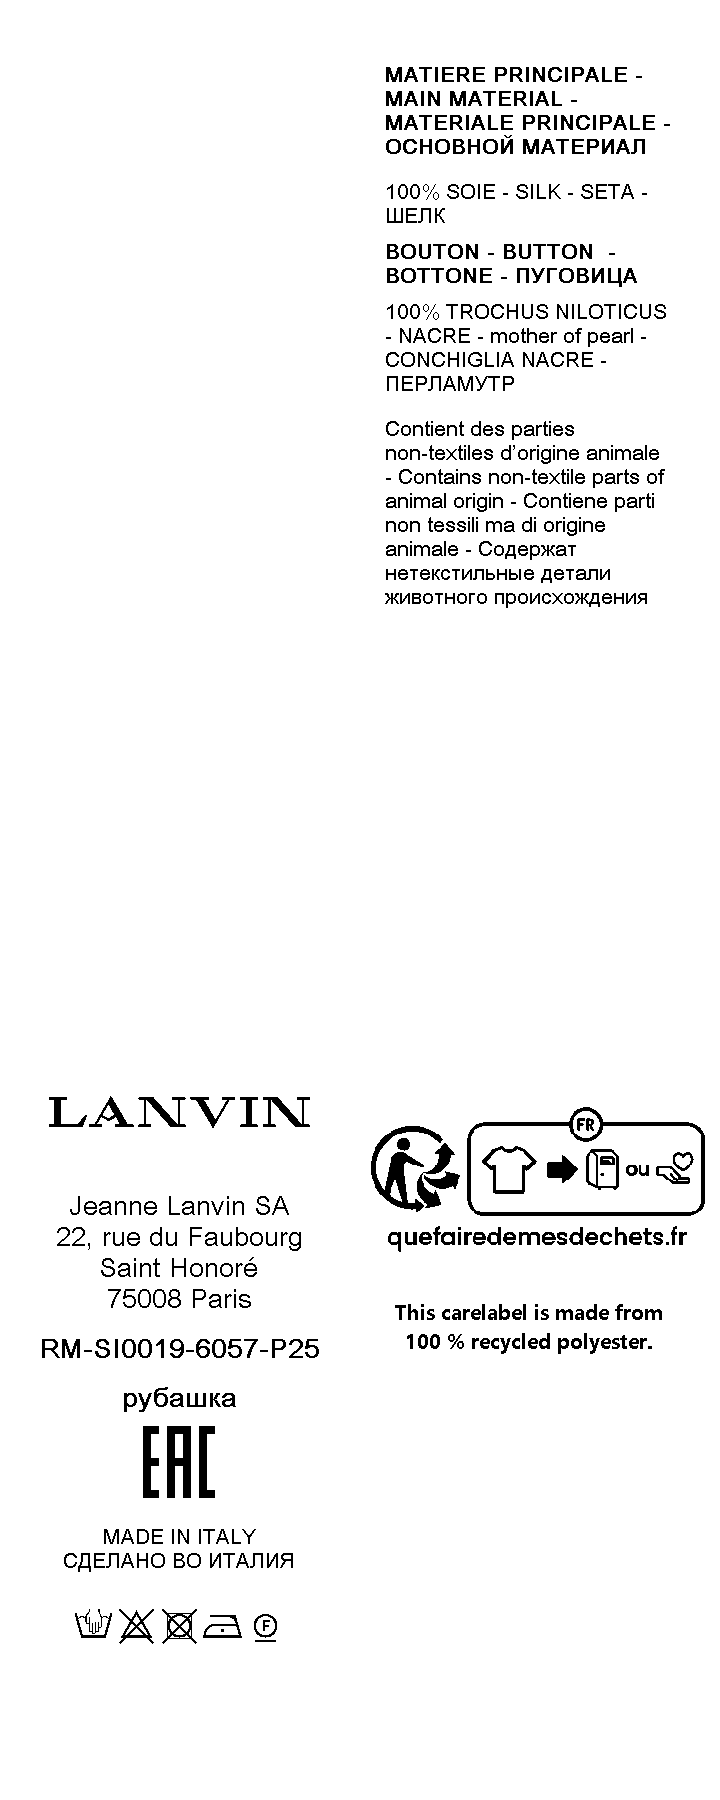 MATIERE PRINCIPALE -
MAIN MATERIAL -
MATERIALE PRINCIPALE -
ОСНОВНОЙ МАТЕРИАЛ
100% SOIE - SILK - SETA -
ШЕЛК
BOUTON - BUTTON  -
BOTTONE - ПУГОВИЦА
100% TROCHUS NILOTICUS
- NACRE - mother of pearl -
CONCHIGLIA NACRE -
ПЕРЛАМУТР
Contient des parties
non-textiles d’origine animale
- Contains non-textile parts of
animal origin - Contiene parti
non tessili ma di origine
animale - Содержат
нетекстильные детали
животного происхождения
LANVIN
Jeanne Lanvin SA
22, rue du Faubourg
Saint Honoré
75008 Paris
RM-SI0019-6057-P25
рубашка
EAC
MADE IN ITALY
СДЕЛАНО ВО ИТАЛИЯ
F
FR
ou
quefairedemesdechets.fr
This carelabel is made from
100 % recycled polyester.